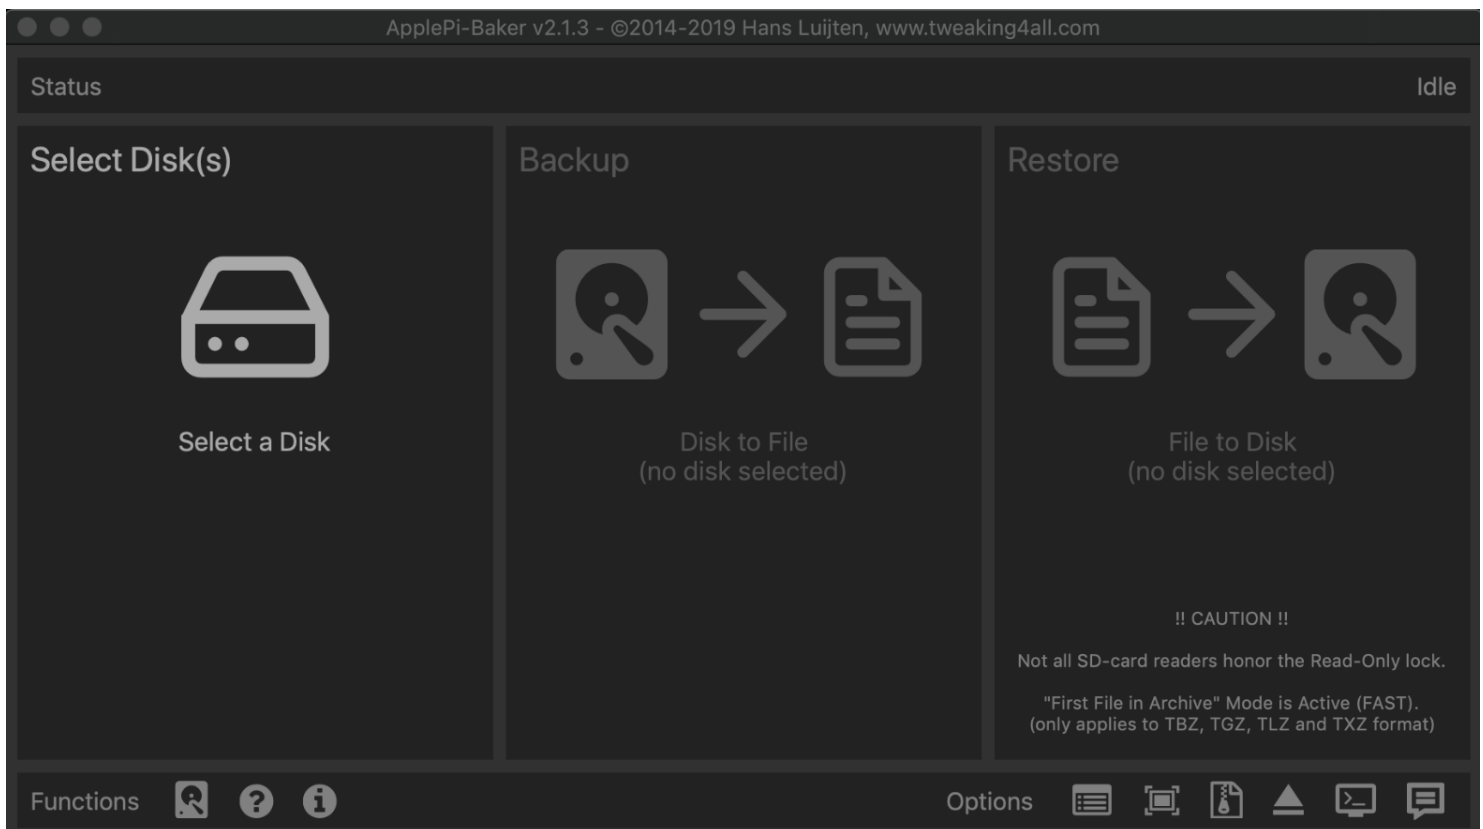 ApplePi-Baker v2.1.3 - ©2014-2019 Hans Luijten, www.tweaking4all.com
Status
Idle
Select Disk(s)
Select a Disk
Backup
Disk to File
(no disk selected)
Restore
File to Disk
(no disk selected)
!! CAUTION !!
Not all SD-card readers honor the Read-Only lock.
"First File in Archive" Mode is Active (FAST).
(only applies to TBZ, TGZ, TLZ and TXZ format)
Functions
Options